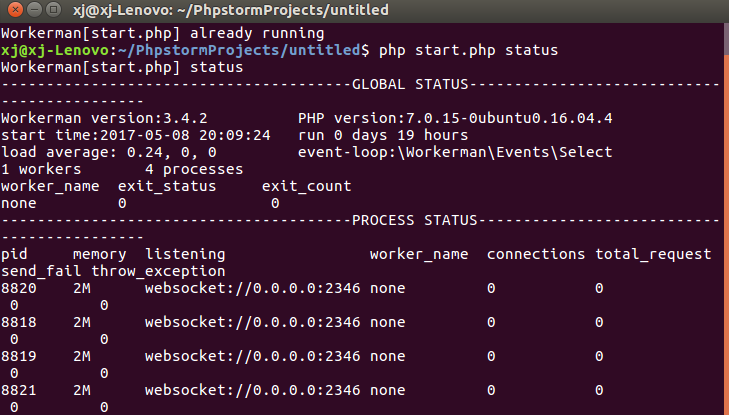 xj@xj-Lenovo: ~/PhpstormProjects/untitled
Workerman[start.php] already running
xj@xj-Lenovo:~/PhpstormProjects/untitled$ php start.php status
Workerman[start.php] status
---------------------------------------GLOBAL STATUS----------------------------
----------------
Workerman version:3.4.2          PHP version:7.0.15-0ubuntu0.16.04.4
start time:2017-05-08 20:09:24   run 0 days 19 hours
load average: 0.24, 0, 0         event-loop:\Workerman\Events\Select
1 workers       4 processes
worker_name  exit_status     exit_count
none         0                0
---------------------------------------PROCESS STATUS---------------------------
----------------
pid     memory  listening                worker_name  connections total_request
send_fail throw_exception
8820    2M      websocket://0.0.0.0:2346 none         0           0
 0         0
8818    2M      websocket://0.0.0.0:2346 none         0           0
 0         0
8819    2M      websocket://0.0.0.0:2346 none         0           0
 0         0
8821    2M      websocket://0.0.0.0:2346 none         0           0
 0         0